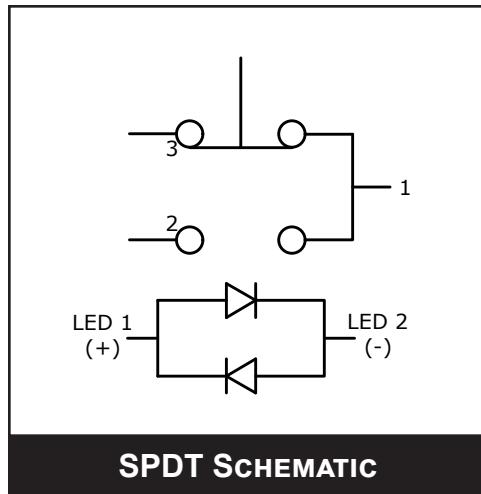 3
1
2
LED 1
(+)
LED 2
(-)
SPDT SCHEMATIC